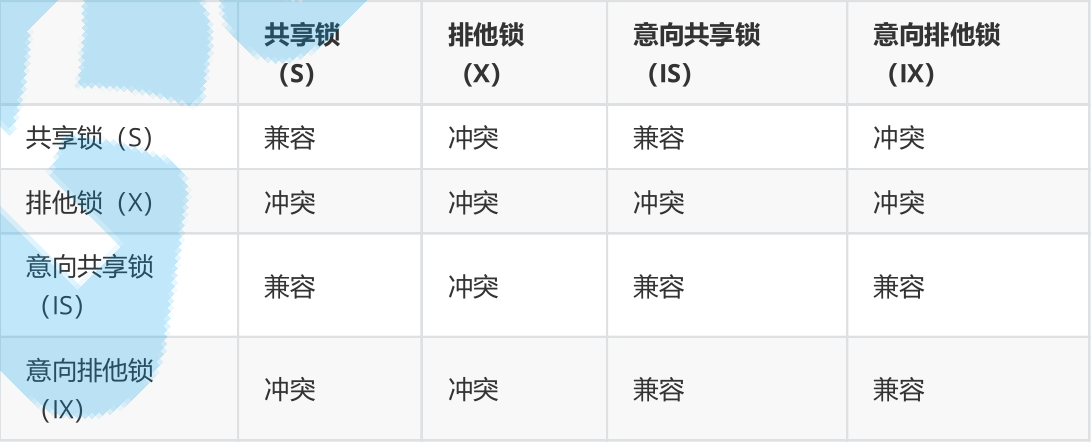 共享锁 排他锁 意向共享锁 意向排他锁
（S） （X） （IS） （IX）
共享锁（S） 兼容 冲突 兼容 冲突
排他锁（X） 冲突 冲突 冲突 冲突
意向共享锁
（IS） 兼容 冲突 兼容 兼容
意向排他锁
（IX） 冲突 冲突 兼容 兼容